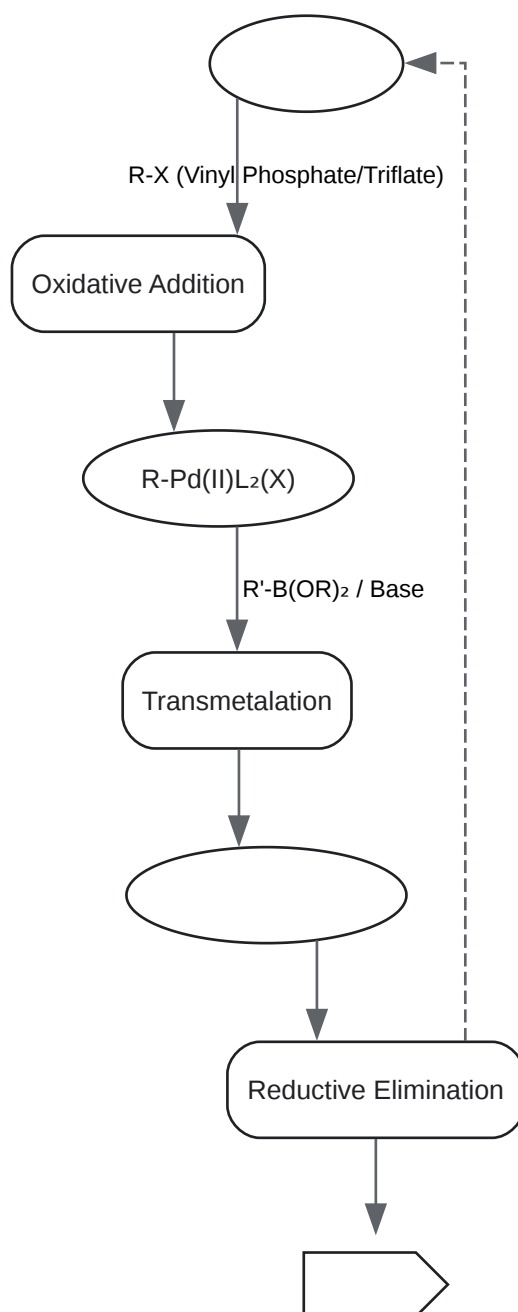 R-X (Vinyl Phosphate/Triflate)
Oxidative Addition
R-Pd(II)L₂(X)
R'-B(OR)₂ / Base
Transmetalation
Reductive Elimination